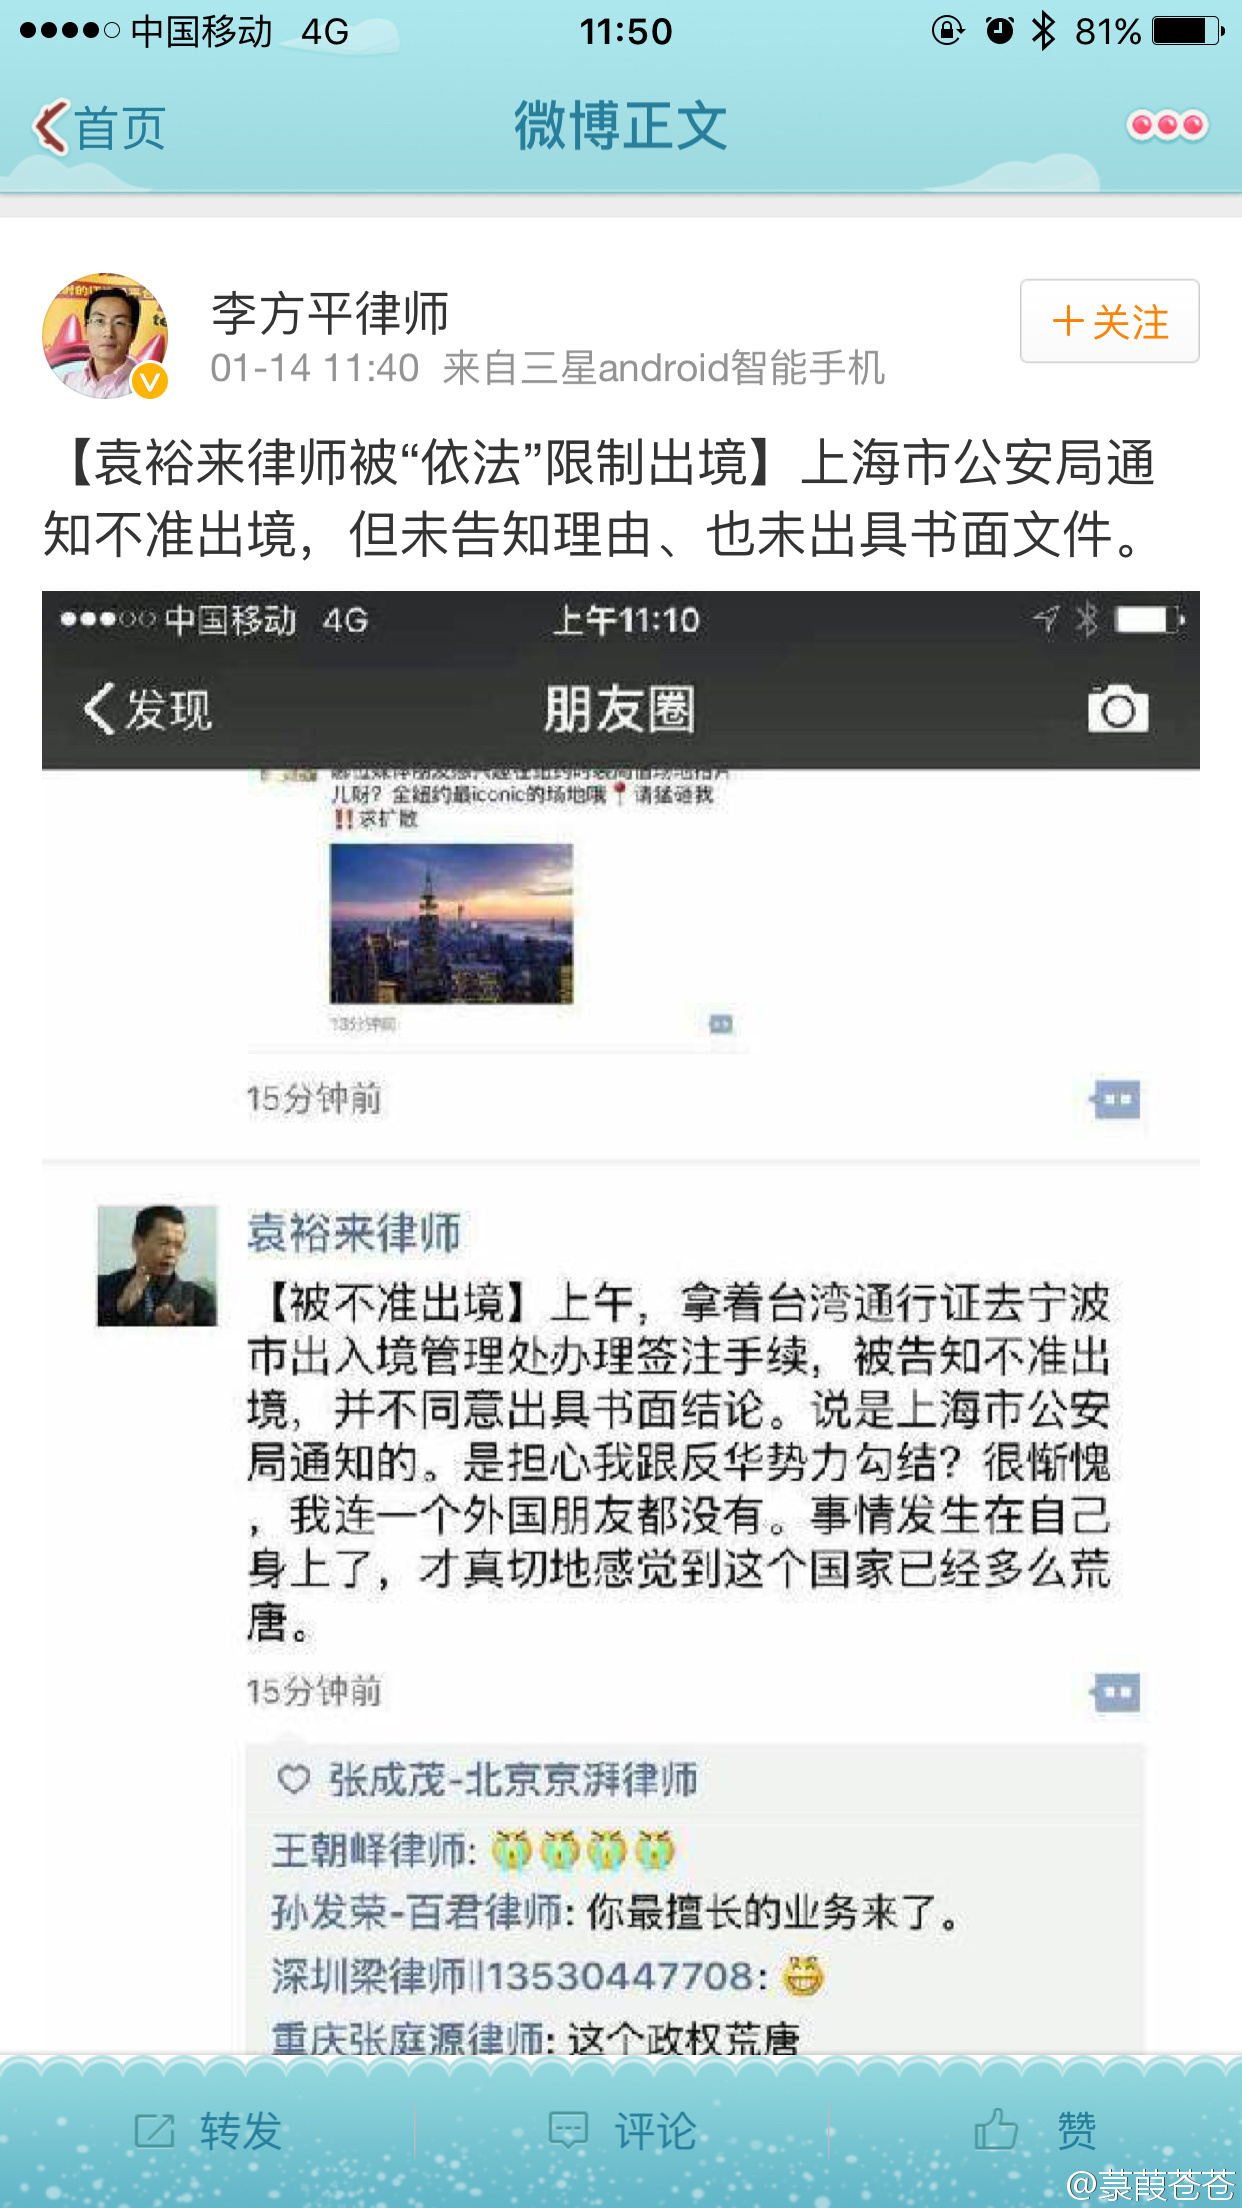 中国移动 4G 11:50 81%
首页 微博正文
李方平律师
+关注
01-14 11:40 来自三星android智能手机
【袁裕来律师被“依法”限制出境】上海市公安局通
知不准出境，但未告知理由、也未出具书面文件。
中国移动 4G 上午11:10
发现 朋友圈
儿呀？全纽约最iconic的场地哦📍请猛砸我
‼️求扩散
13分钟前
15分钟前
袁裕来律师
【被不准出境】上午，拿着台湾通行证去宁波
市出入境管理处办理签注手续，被告知不准出
境，并不同意出具书面结论。说是上海市公安
局通知的。是担心我跟反华势力勾结？很惭愧
，我连一个外国朋友都没有。事情发生在自己
身上了，才真切地感觉到这个国家已经多么荒
唐。
15分钟前
张成茂-北京京湃律师
王朝峄律师:
孙发荣-百君律师: 你最擅长的业务来了。
深圳梁律师||13530447708:
重庆张庭源律师: 这个政权荒唐
转发 评论 赞
@菉葭苍苍